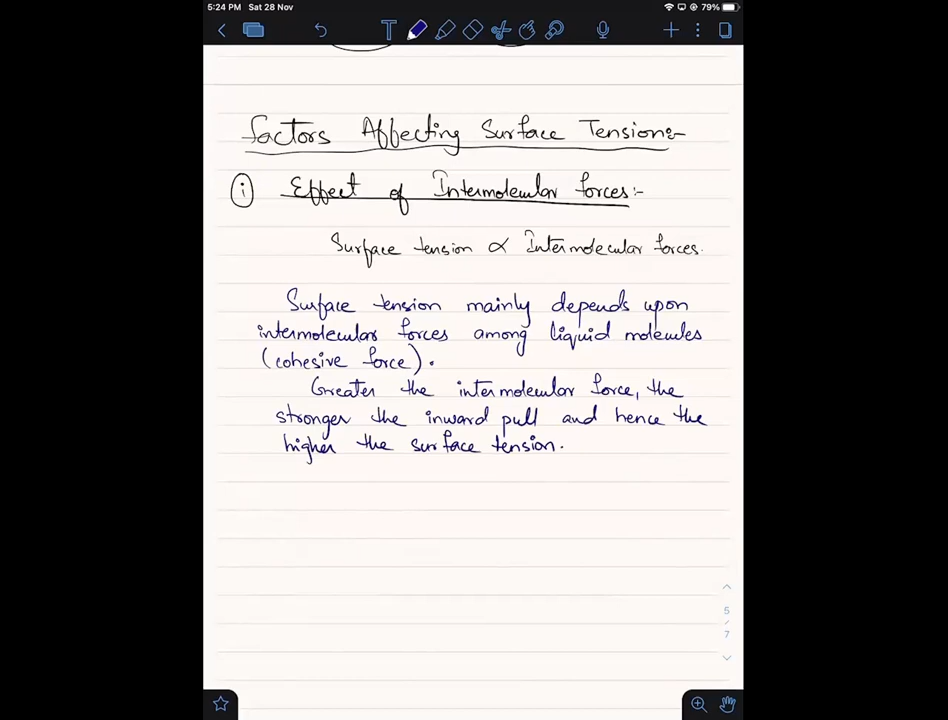 5:24 PM Sat 28 Nov
79%
Factors Affecting Surface Tension:-
(i) Effect of Intermolecular forces:-
Surface tension ∝ Intermolecular forces.
Surface tension mainly depends upon
intermolecular forces among liquid molecules
(cohesive force).
Greater the intermolecular force, the
stronger the inward pull and hence the
higher the surface tension.
5
/
7